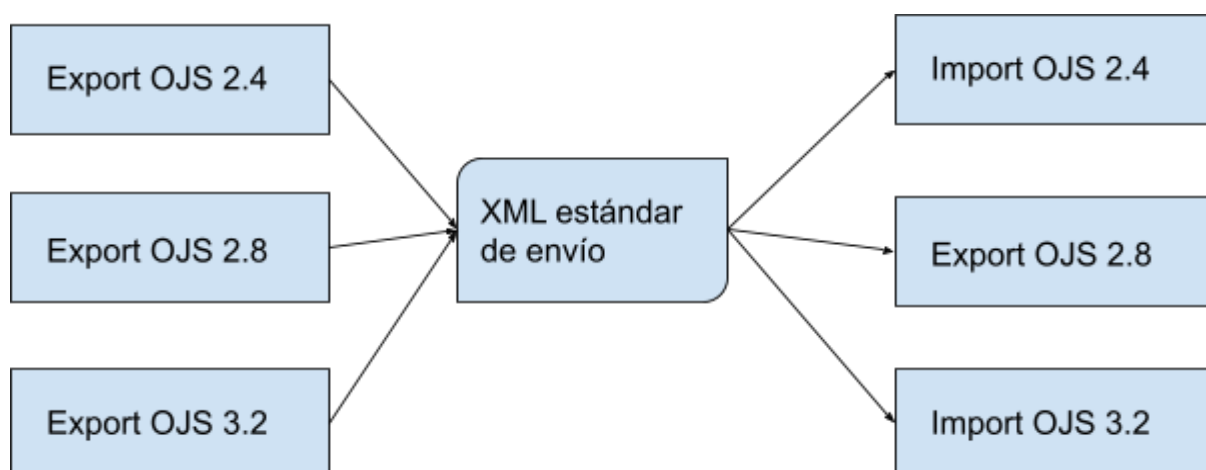 Export OJS 2.4
Export OJS 2.8
Export OJS 3.2
XML estándar
de envío
Import OJS 2.4
Export OJS 2.8
Import OJS 3.2